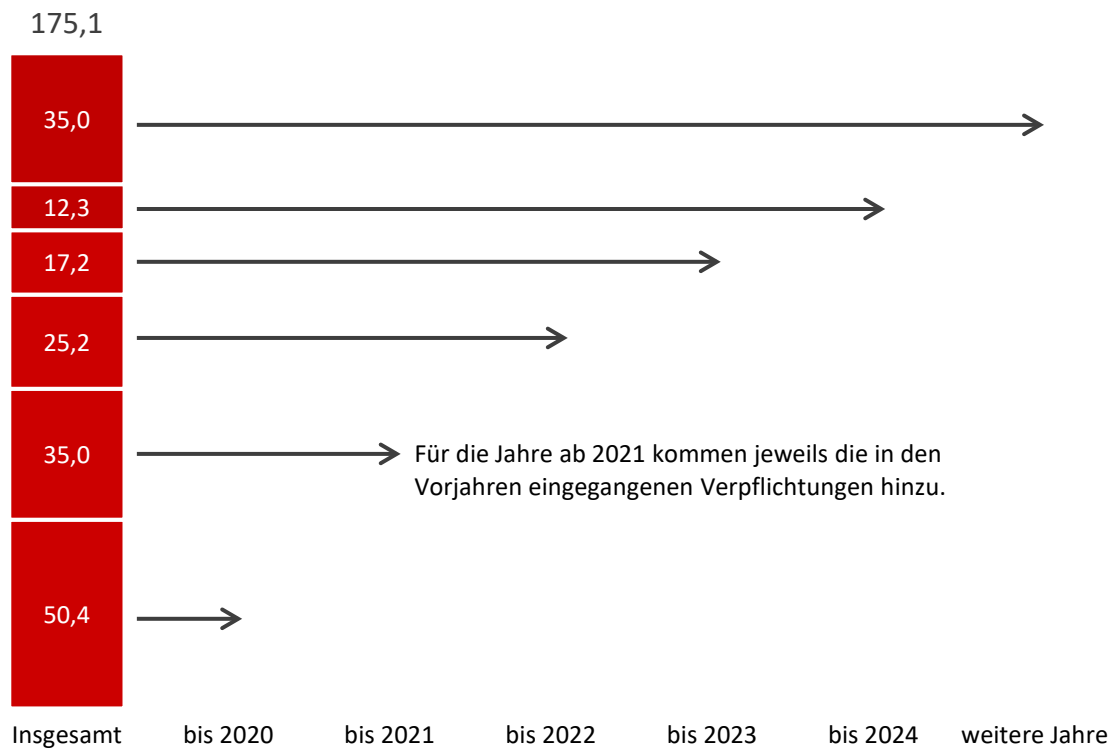 175,1
35,0
12,3
17,2
25,2
35,0
Für die Jahre ab 2021 kommen jeweils die in den
Vorjahren eingegangenen Verpflichtungen hinzu.
50,4
Insgesamt bis 2020 bis 2021 bis 2022 bis 2023 bis 2024 weitere Jahre